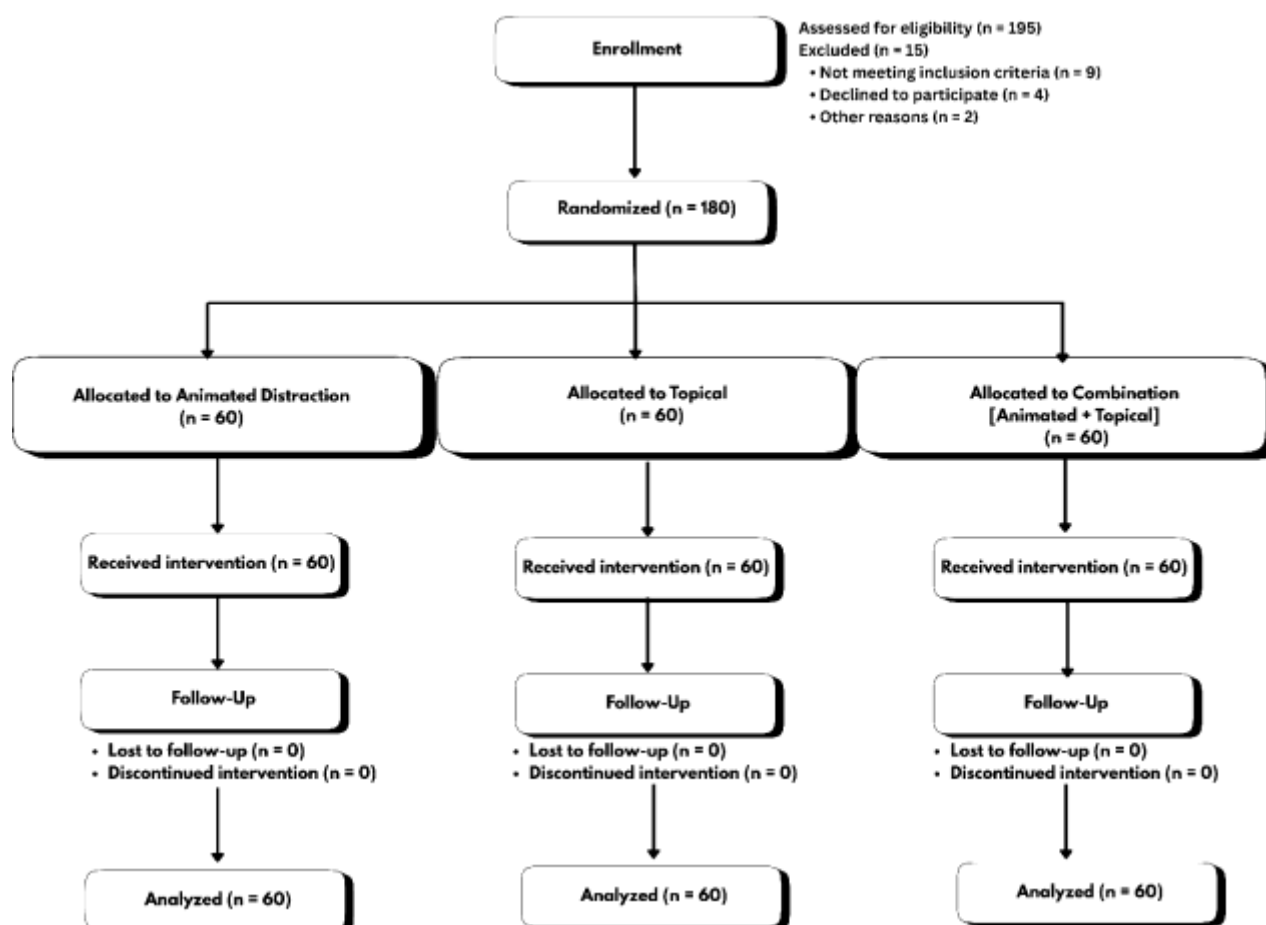 Enrollment
Assessed for eligibility (n = 195)
Excluded (n = 15)
• Not meeting inclusion criteria (n = 9)
• Declined to participate (n = 4)
• Other reasons (n = 2)
Randomized (n = 180)
Allocated to Animated Distraction
(n = 60)
Allocated to Topical
(n = 60)
Allocated to Combination
[Animated + Topical]
(n = 60)
Received intervention (n = 60)
Received intervention (n = 60)
Received intervention (n = 60)
Follow-Up
• Lost to follow-up (n = 0)
• Discontinued intervention (n = 0)
Follow-Up
• Lost to follow-up (n = 0)
• Discontinued intervention (n = 0)
Follow-Up
• Lost to follow-up (n = 0)
• Discontinued intervention (n = 0)
Analyzed (n = 60)
Analyzed (n = 60)
Analyzed (n = 60)